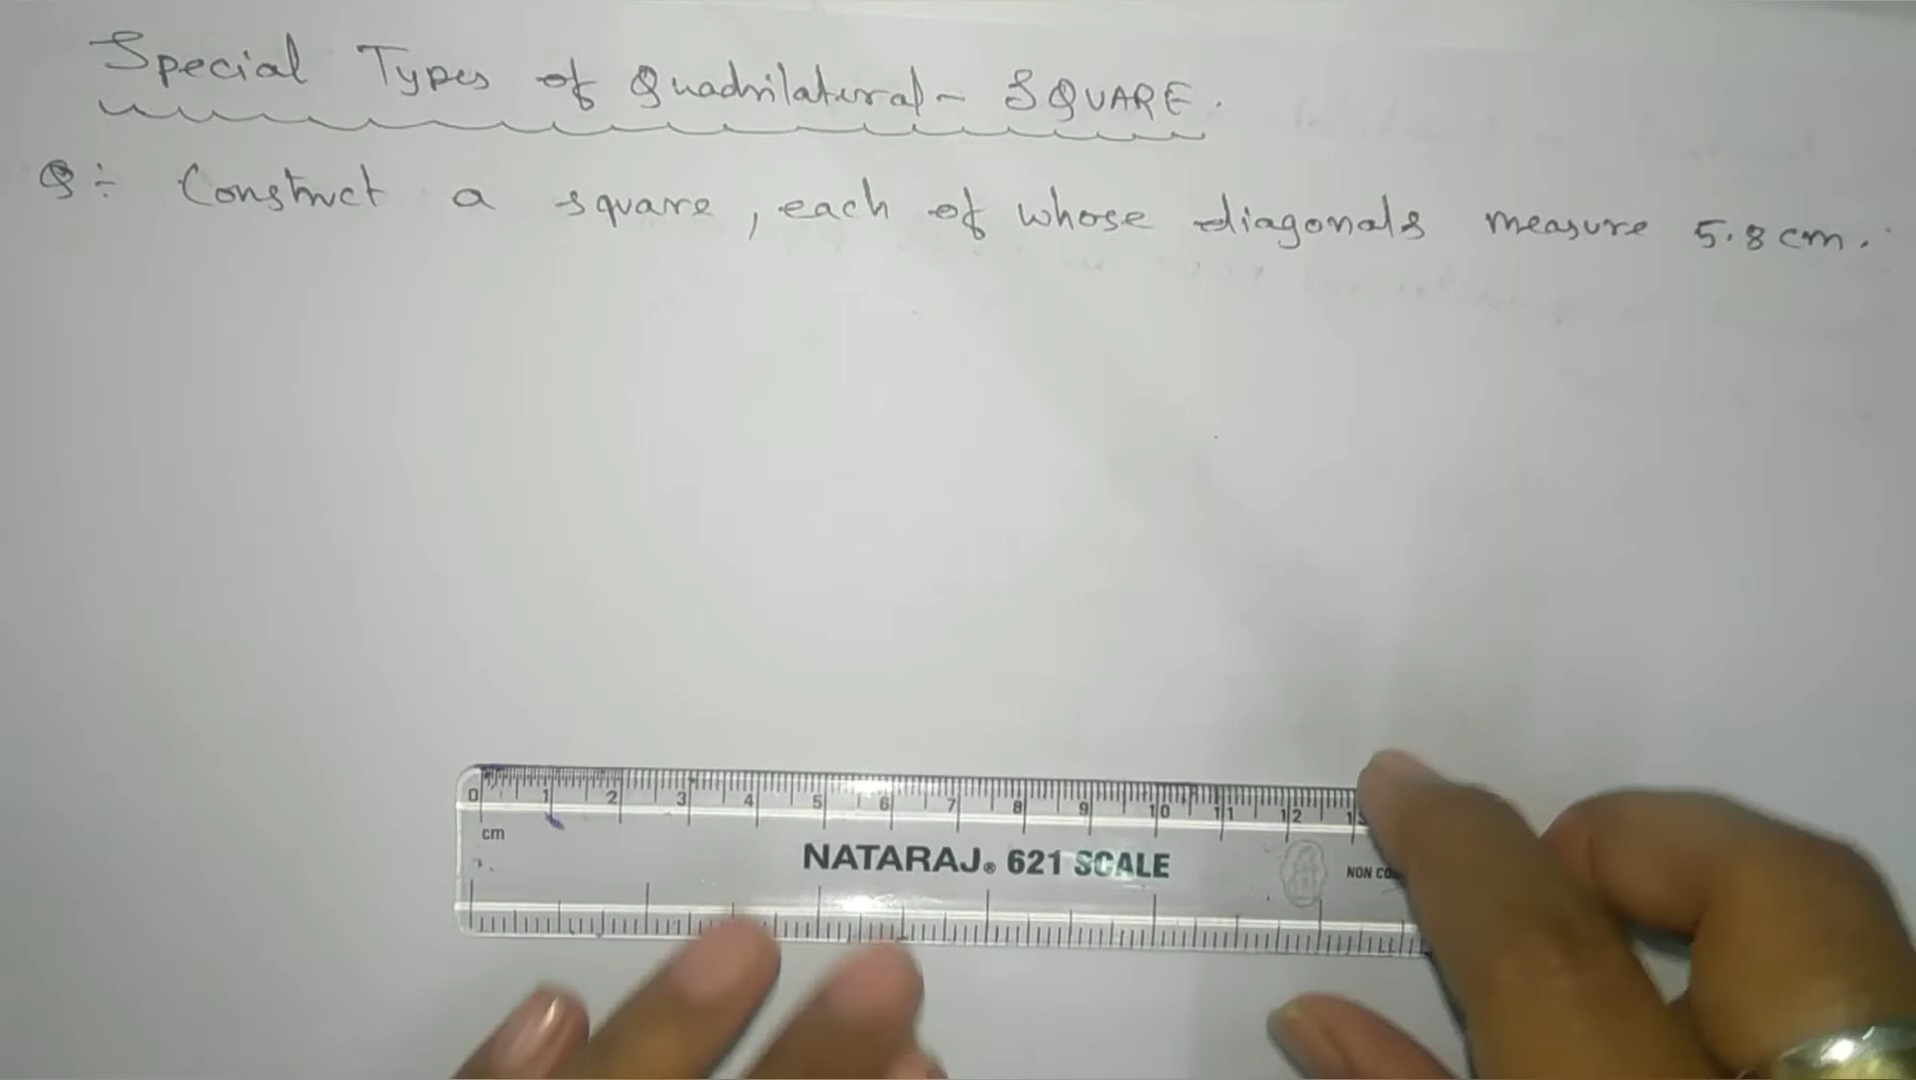 Special Types of Quadrilateral - SQUARE.
Q:- Construct a square, each of whose diagonals measure 5.8 cm.
0 1 2 3 4 5 6 7 8 9 10 11 12
cm
NATARAJ® 621 SCALE
NON